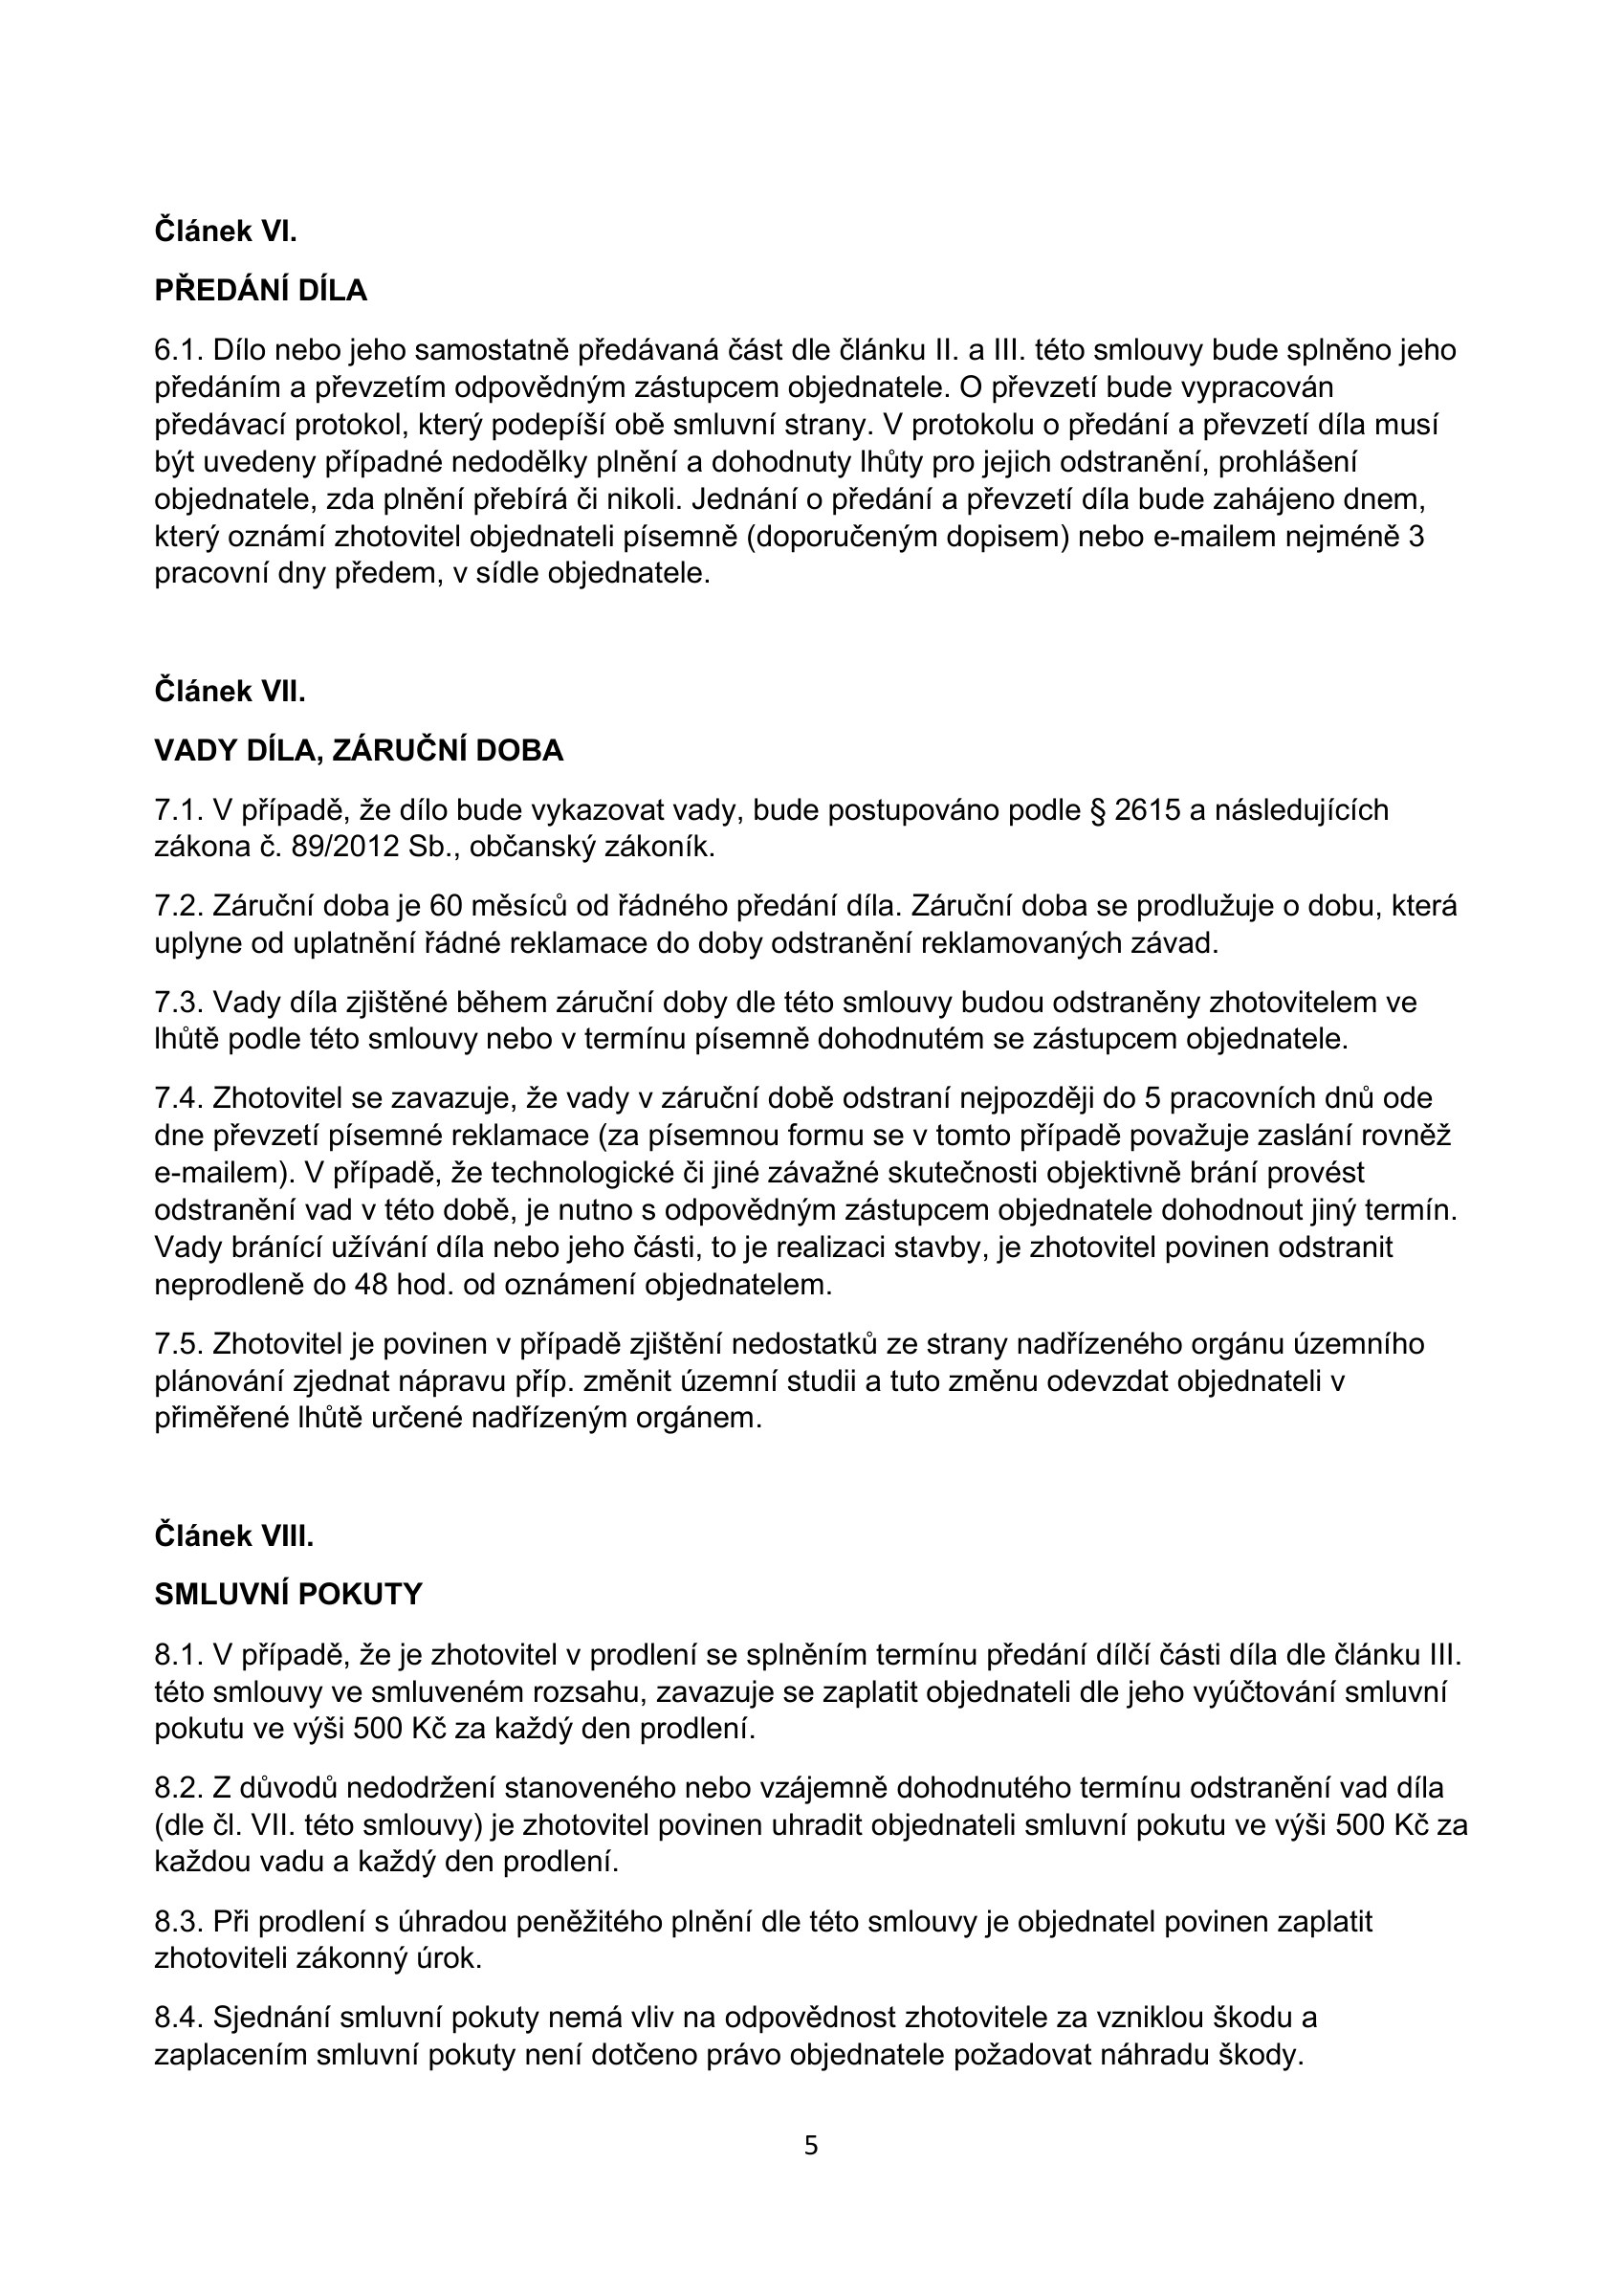 Článek VI.
PŘEDÁNÍ DÍLA
6.1. Dílo nebo jeho samostatně předávaná část dle článku II. a III. této smlouvy bude splněno jeho
předáním a převzetím odpovědným zástupcem objednatele. O převzetí bude vypracován
předávací protokol, který podepíší obě smluvní strany. V protokolu o předání a převzetí díla musí
být uvedeny případné nedodělky plnění a dohodnuty lhůty pro jejich odstranění, prohlášení
objednatele, zda plnění přebírá či nikoli. Jednání o předání a převzetí díla bude zahájeno dnem,
který oznámí zhotovitel objednateli písemně (doporučeným dopisem) nebo e-mailem nejméně 3
pracovní dny předem, v sídle objednatele.
Článek VII.
VADY DÍLA, ZÁRUČNÍ DOBA
7.1. V případě, že dílo bude vykazovat vady, bude postupováno podle § 2615 a následujících
zákona č. 89/2012 Sb., občanský zákoník.
7.2. Záruční doba je 60 měsíců od řádného předání díla. Záruční doba se prodlužuje o dobu, která
uplyne od uplatnění řádné reklamace do doby odstranění reklamovaných závad.
7.3. Vady díla zjištěné během záruční doby dle této smlouvy budou odstraněny zhotovitelem ve
lhůtě podle této smlouvy nebo v termínu písemně dohodnutém se zástupcem objednatele.
7.4. Zhotovitel se zavazuje, že vady v záruční době odstraní nejpozději do 5 pracovních dnů ode
dne převzetí písemné reklamace (za písemnou formu se v tomto případě považuje zaslání rovněž
e-mailem). V případě, že technologické či jiné závažné skutečnosti objektivně brání provést
odstranění vad v této době, je nutno s odpovědným zástupcem objednatele dohodnout jiný termín.
Vady bránící užívání díla nebo jeho části, to je realizaci stavby, je zhotovitel povinen odstranit
neprodleně do 48 hod. od oznámení objednatelem.
7.5. Zhotovitel je povinen v případě zjištění nedostatků ze strany nadřízeného orgánu územního
plánování zjednat nápravu příp. změnit územní studii a tuto změnu odevzdat objednateli v
přiměřené lhůtě určené nadřízeným orgánem.
Článek VIII.
SMLUVNÍ POKUTY
8.1. V případě, že je zhotovitel v prodlení se splněním termínu předání dílčí části díla dle článku III.
této smlouvy ve smluveném rozsahu, zavazuje se zaplatit objednateli dle jeho vyúčtování smluvní
pokutu ve výši 500 Kč za každý den prodlení.
8.2. Z důvodů nedodržení stanoveného nebo vzájemně dohodnutého termínu odstranění vad díla
(dle čl. VII. této smlouvy) je zhotovitel povinen uhradit objednateli smluvní pokutu ve výši 500 Kč za
každou vadu a každý den prodlení.
8.3. Při prodlení s úhradou peněžitého plnění dle této smlouvy je objednatel povinen zaplatit
zhotoviteli zákonný úrok.
8.4. Sjednání smluvní pokuty nemá vliv na odpovědnost zhotovitele za vzniklou škodu a
zaplacením smluvní pokuty není dotčeno právo objednatele požadovat náhradu škody.
5